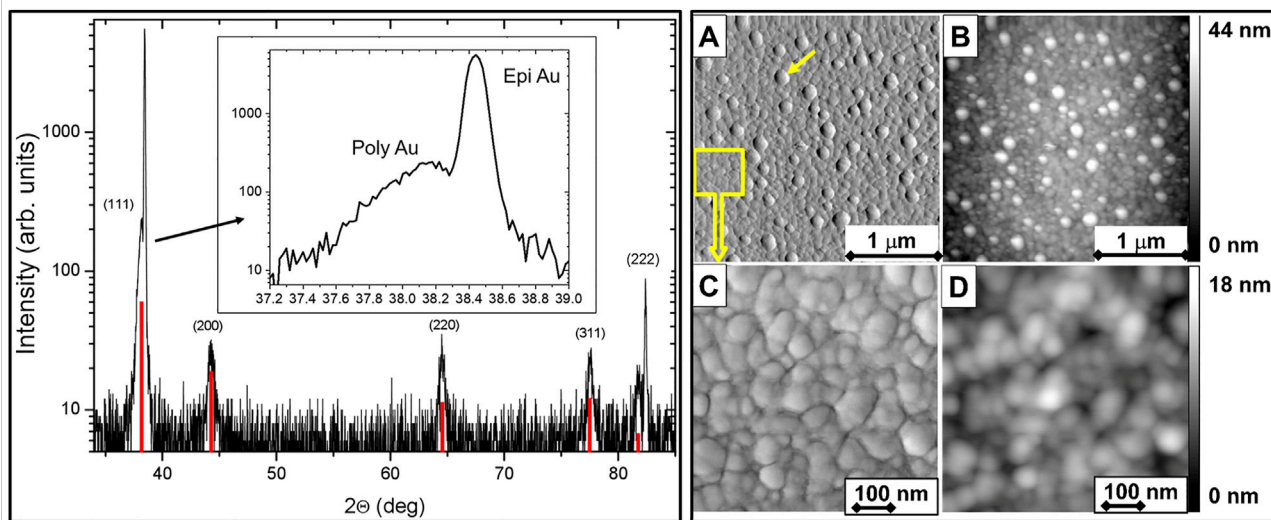 Intensity (arb. units)
1000
100
10
40
50
60
70
80
2Θ (deg)
(111)
(200)
(220)
(311)
(222)
Epi Au
Poly Au
1000
100
10
37.2 37.4 37.6 37.8 38.0 38.2 38.4 38.6 38.8 39.0
A
1 μm
B
1 μm
44 nm
0 nm
C
100 nm
D
100 nm
18 nm
0 nm